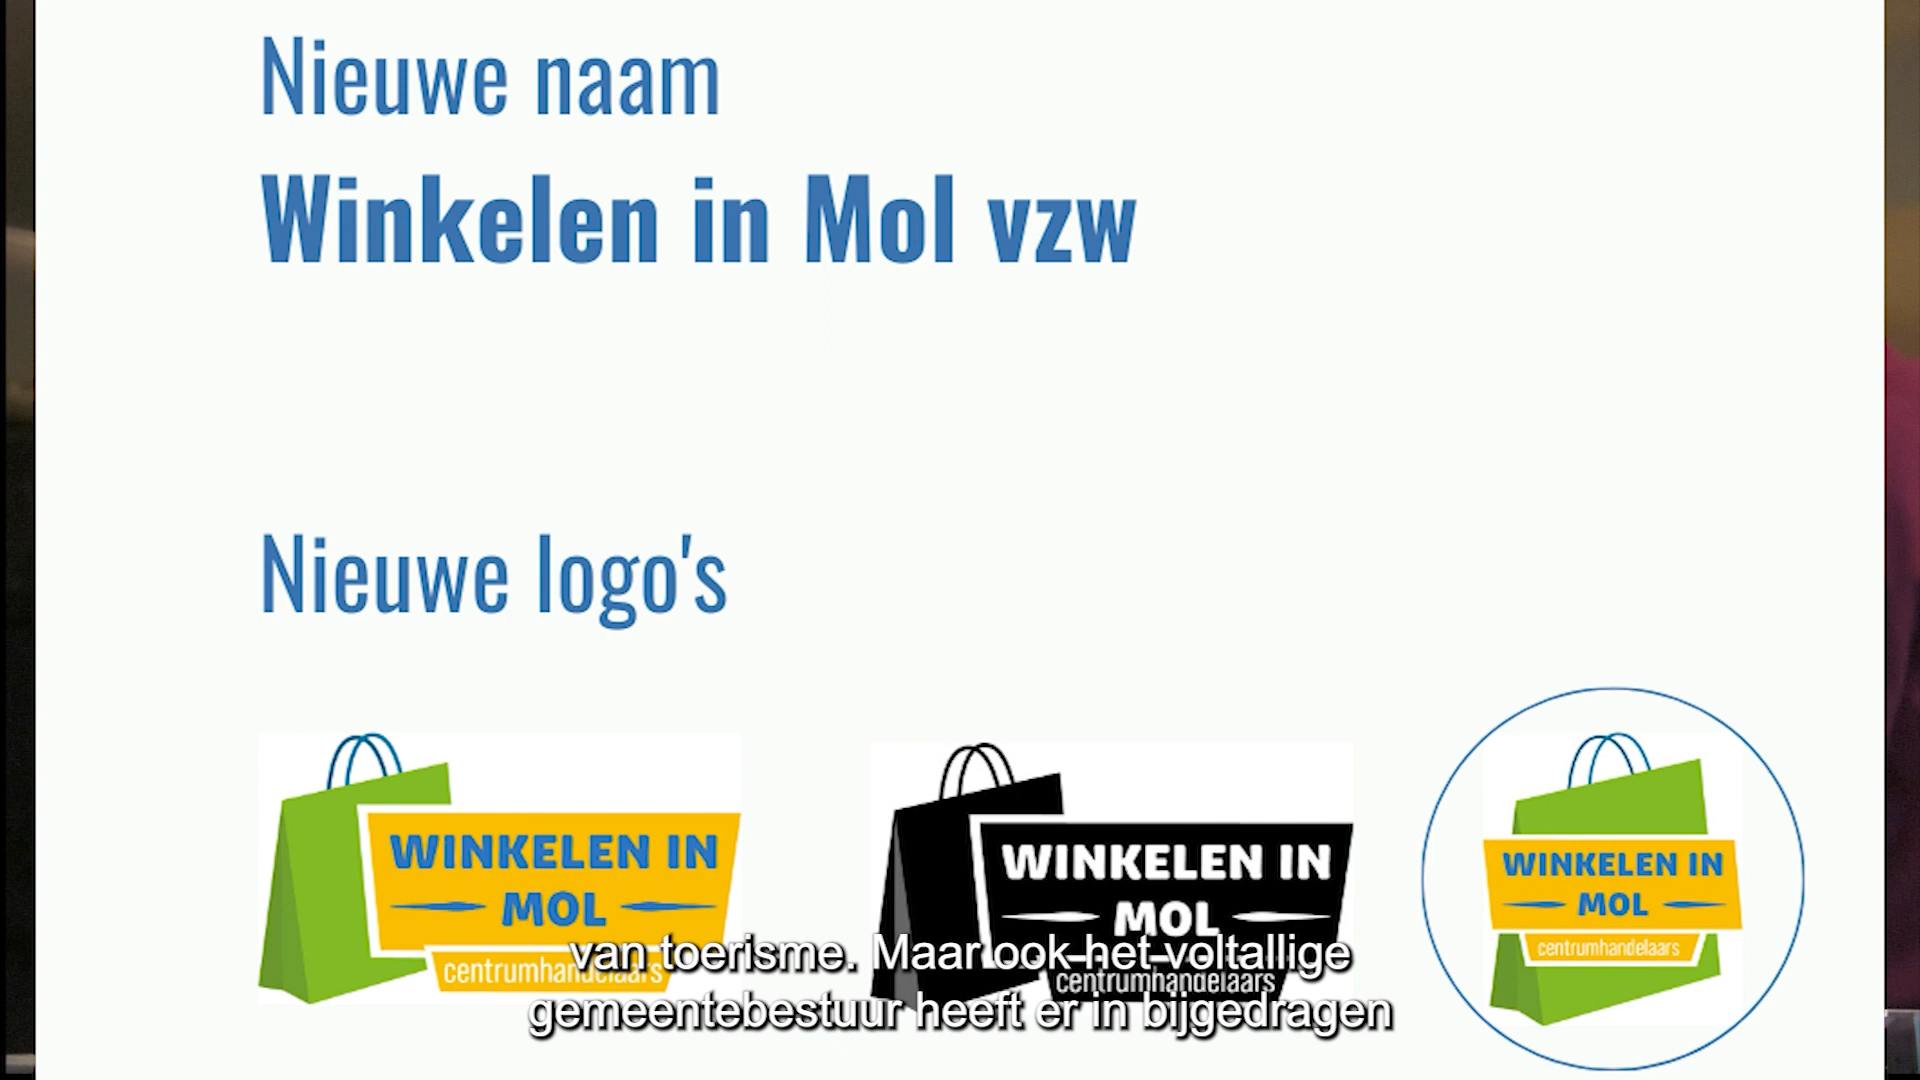 Nieuwe naam
Winkelen in Mol vzw
Nieuwe logo's
WINKELEN IN
MOL
centrumhandelaars
WINKELEN IN
MOL
centrumhandelaars
WINKELEN IN
MOL
centrumhandelaars
van toerisme. Maar ook het voltallige
gemeentebestuur heeft er in bijgedragen